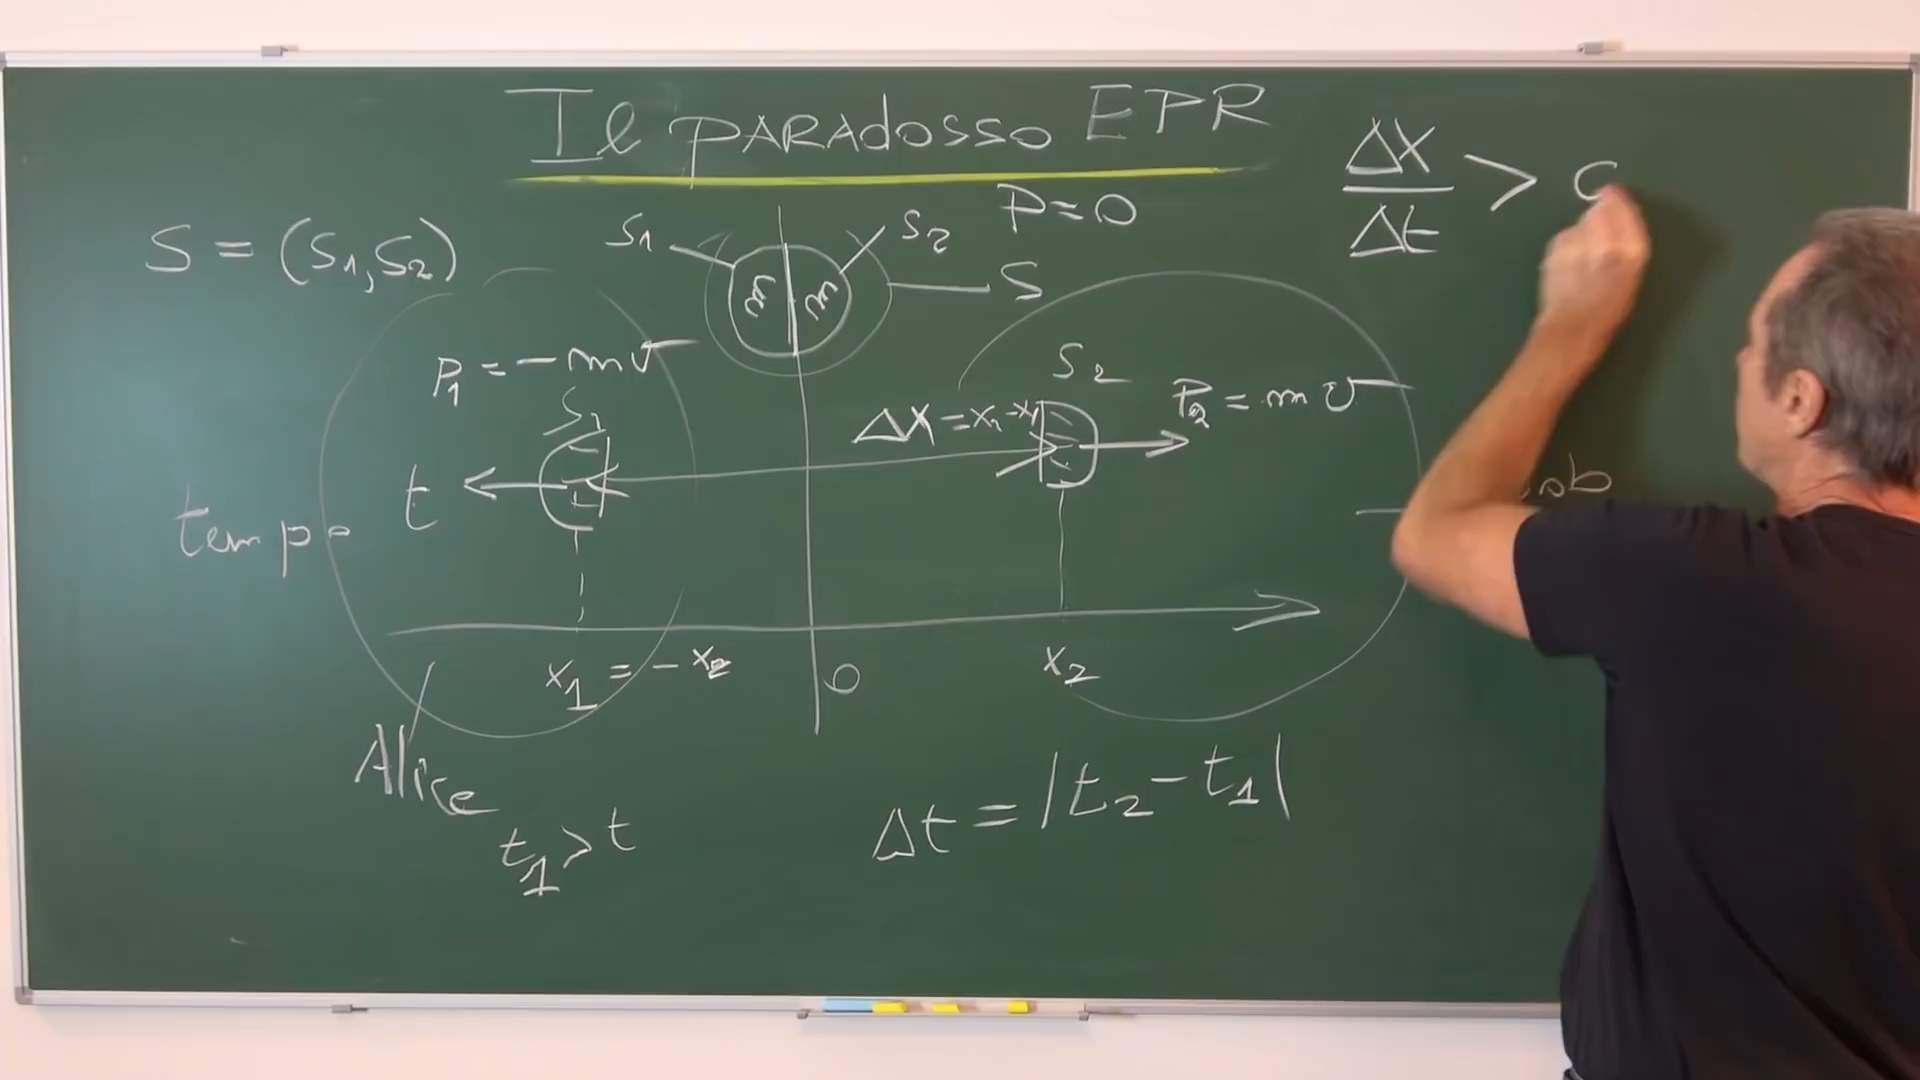 Il PARAdOSSO EPR
ΔX/Δt > c
P=0
S = (S1,S2)
S1
S2
S
P1 = -mv
S1
S2
P2 = mv
ΔX = x2-x1
t
tempo
ob
x1 = -x2
0
x2
Alice
t1 > t
Δt = |t2 - t1|